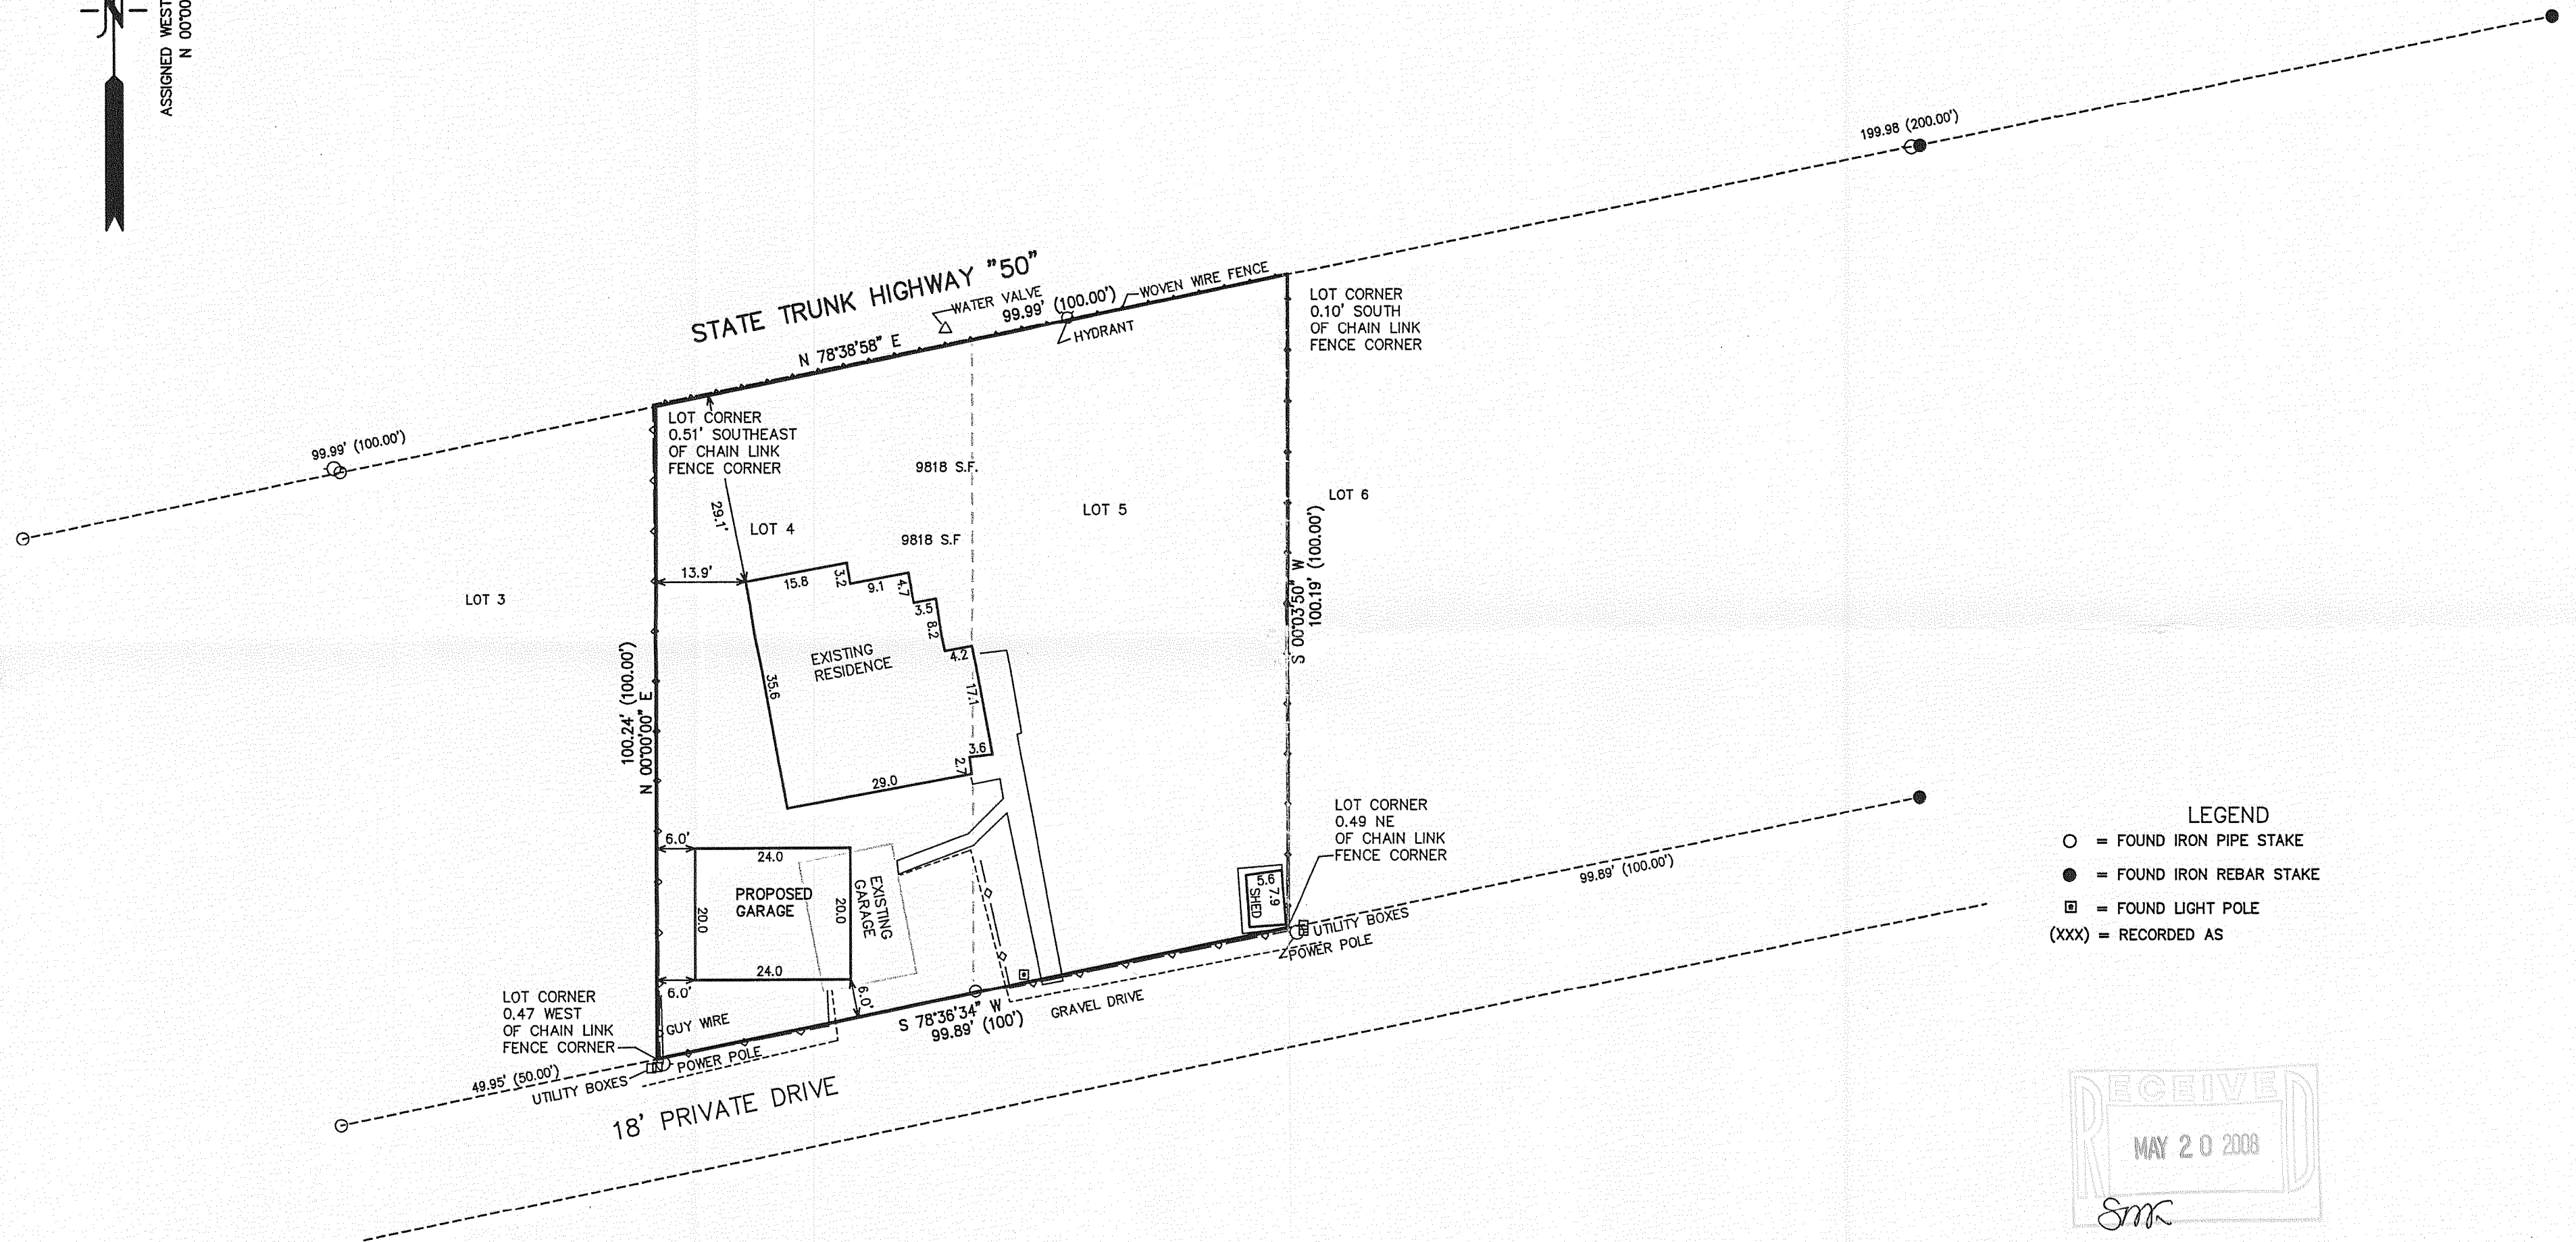 N
ASSIGNED WEST
N 00°00
199.98 (200.00')
STATE TRUNK HIGHWAY "50"
WATER VALVE
99.99' (100.00')
WOVEN WIRE FENCE
HYDRANT
N 78°38'58" E
LOT CORNER
0.10' SOUTH
OF CHAIN LINK
FENCE CORNER
99.99' (100.00')
LOT CORNER
0.51' SOUTHEAST
OF CHAIN LINK
FENCE CORNER
9818 S.F.
LOT 6
29.1'
LOT 4
LOT 5
9818 S.F
13.9'
15.8
3.2
9.1
4.7
3.5
8.2
4.2
LOT 3
S 00°03'50" W
100.19' (100.00')
EXISTING
RESIDENCE
35.6
17.1
3.6
2.7
29.0
100.24' (100.00')
N 00°00'00" E
LOT CORNER
0.49 NE
OF CHAIN LINK
FENCE CORNER
6.0'
24.0
PROPOSED
GARAGE
20.0
20.0
EXISTING
GARAGE
24.0
6.0'
6.0'
5.6
7.9
SHED
99.89' (100.00')
UTILITY BOXES
POWER POLE
GRAVEL DRIVE
S 78°36'34" W
99.89' (100')
LOT CORNER
0.47 WEST
OF CHAIN LINK
FENCE CORNER
GUY WIRE
POWER POLE
49.95' (50.00')
UTILITY BOXES
18' PRIVATE DRIVE
LEGEND
= FOUND IRON PIPE STAKE
= FOUND IRON REBAR STAKE
= FOUND LIGHT POLE
(XXX) = RECORDED AS
RECEIVED
MAY 20 2008
SMK